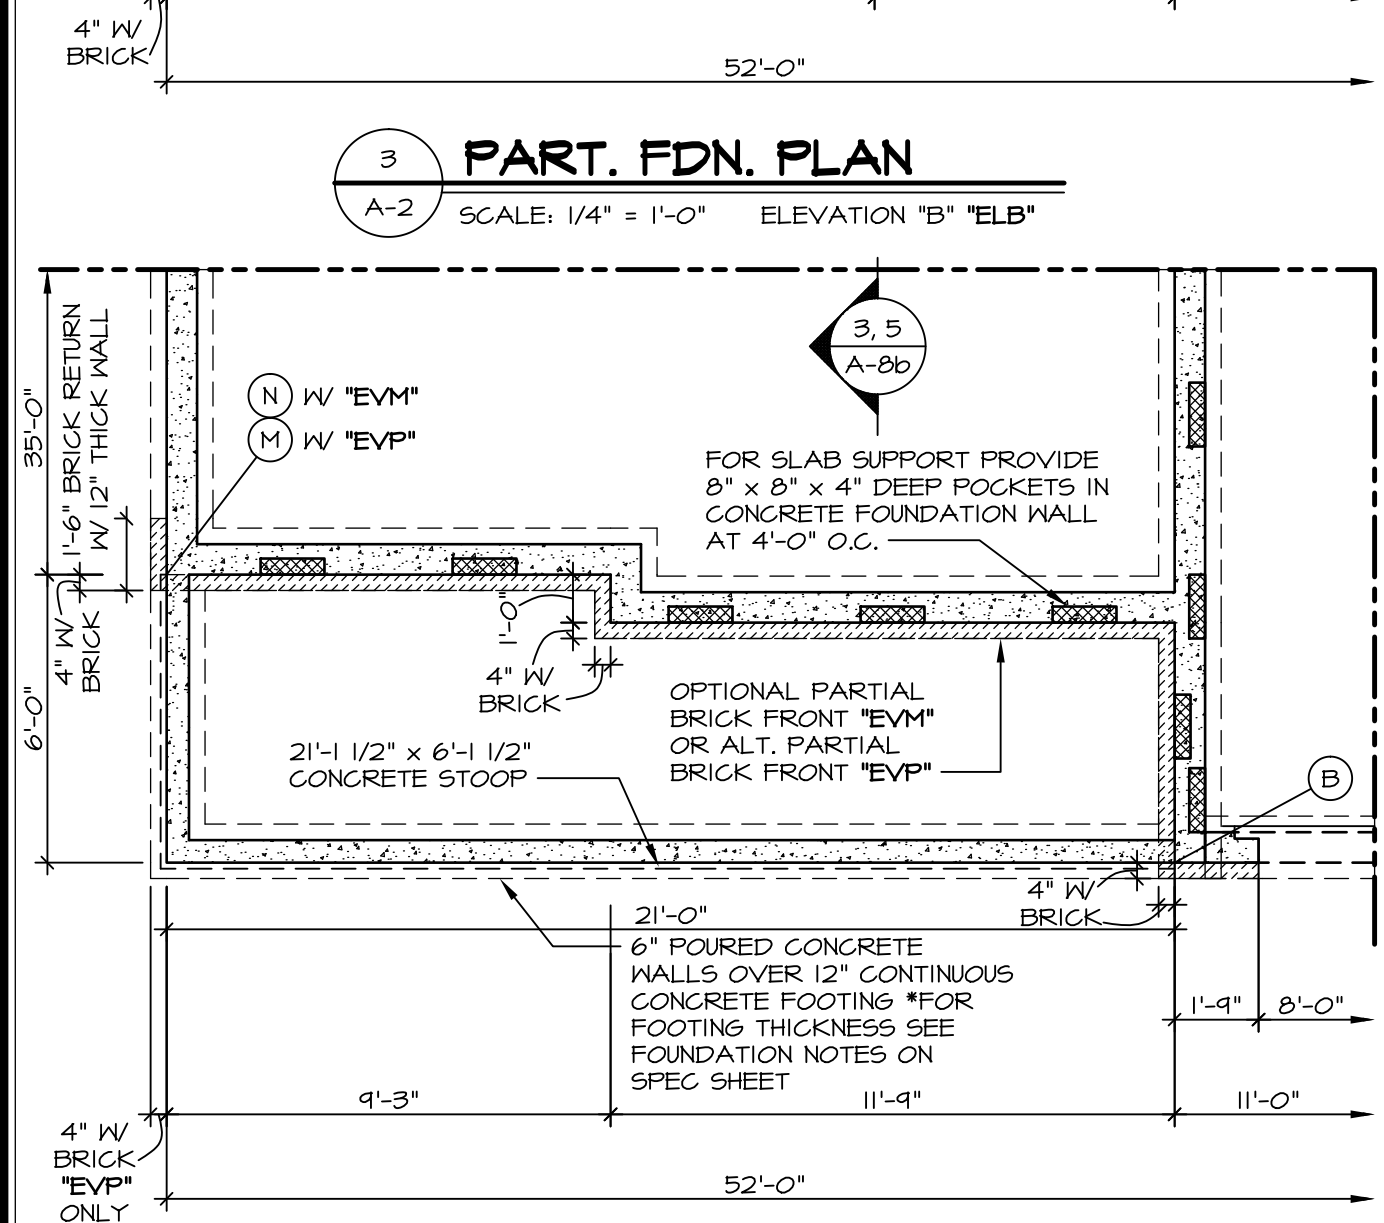 4" W/
BRICK
52'-0"
3
A-2
PART. FDN. PLAN
SCALE: 1/4" = 1'-0" ELEVATION "B" "ELB"
35'-0"
1'-6" BRICK RETURN
W/ 12" THICK WALL
N W/ "EVM"
M W/ "EVP"
3, 5
A-8b
FOR SLAB SUPPORT PROVIDE
8" x 8" x 4" DEEP POCKETS IN
CONCRETE FOUNDATION WALL
AT 4'-0" O.C.
4" W/
BRICK
6'-0"
1'-0"
4" W/
BRICK
OPTIONAL PARTIAL
BRICK FRONT "EVM"
OR ALT. PARTIAL
BRICK FRONT "EVP"
21'-1 1/2" x 6'-1 1/2"
CONCRETE STOOP
B
4" W/
BRICK
21'-0"
6" POURED CONCRETE
WALLS OVER 12" CONTINUOUS
CONCRETE FOOTING *FOR
FOOTING THICKNESS SEE
FOUNDATION NOTES ON
SPEC SHEET
1'-9"
8'-0"
9'-3"
11'-9"
11'-0"
4" W/
BRICK
"EVP"
ONLY
52'-0"